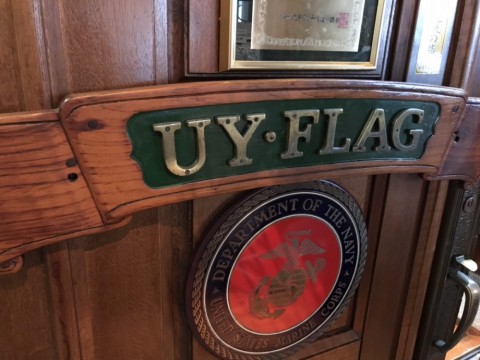 UY·FLAG
DEPARTMENT OF THE NAVY
UNITED STATES MARINE CORPS